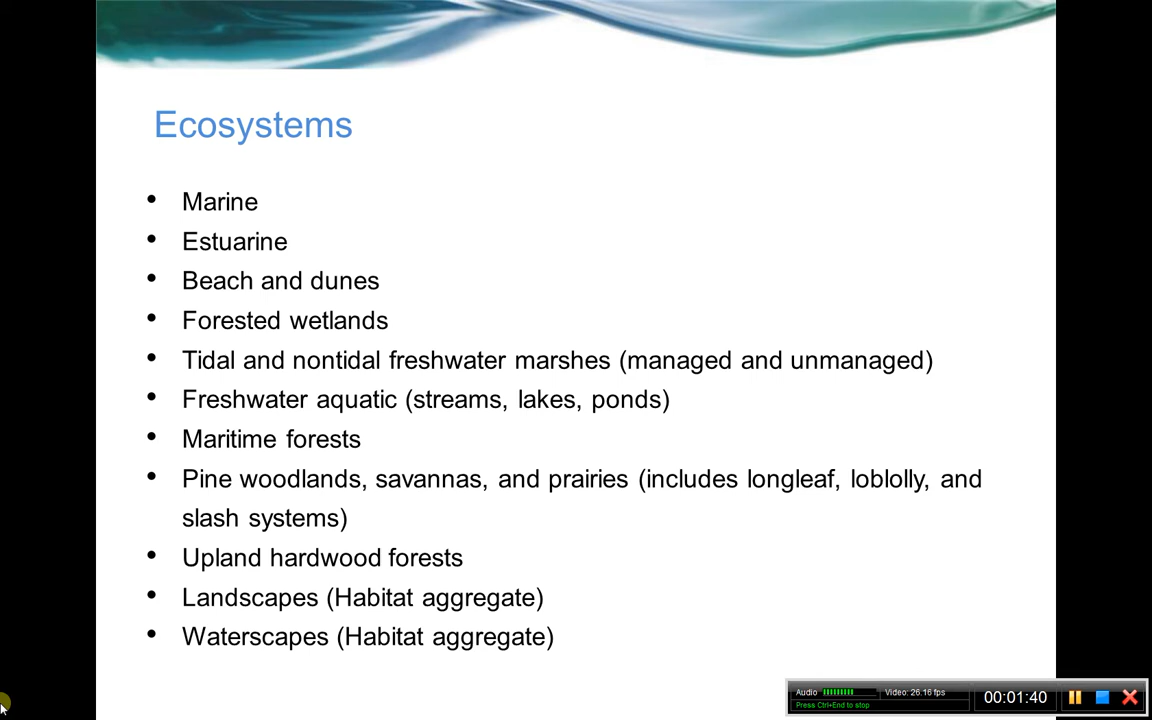 Ecosystems
• Marine
• Estuarine
• Beach and dunes
• Forested wetlands
• Tidal and nontidal freshwater marshes (managed and unmanaged)
• Freshwater aquatic (streams, lakes, ponds)
• Maritime forests
• Pine woodlands, savannas, and prairies (includes longleaf, loblolly, and
slash systems)
• Upland hardwood forests
• Landscapes (Habitat aggregate)
• Waterscapes (Habitat aggregate)
Audio Video: 26.16 fps 00:01:40
Press Ctrl+End to stop